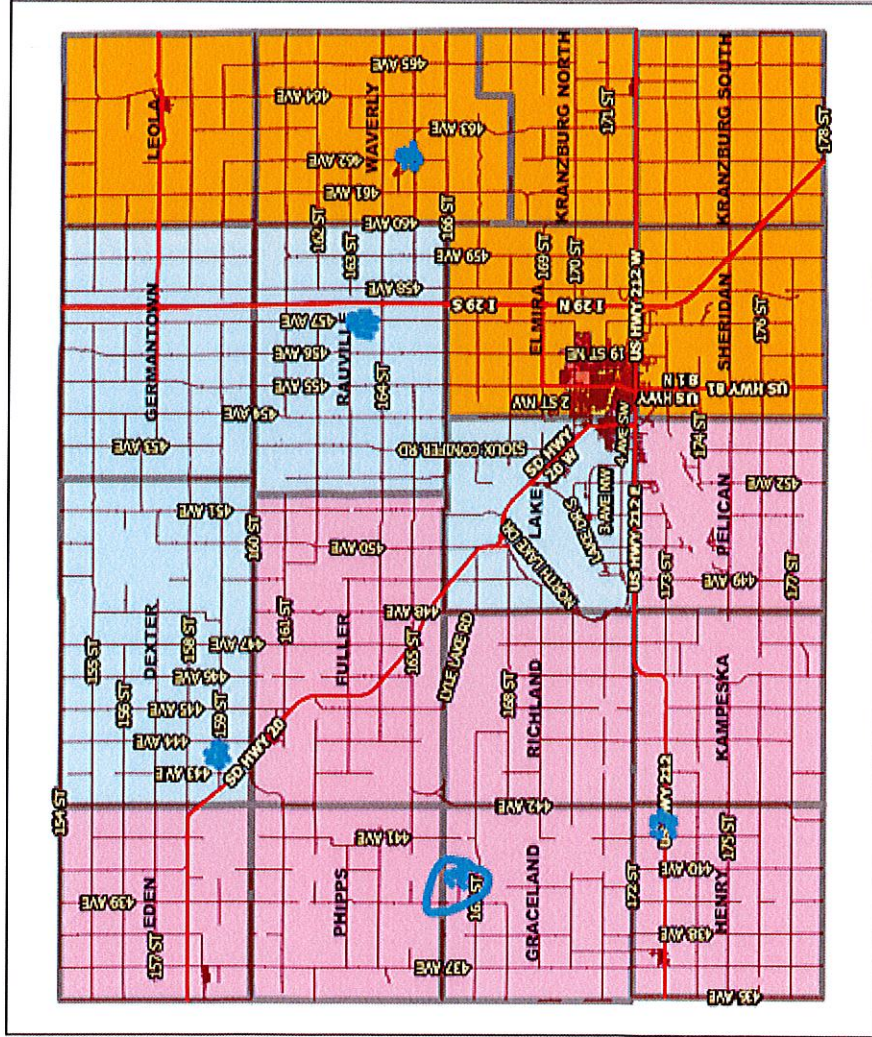 154 ST
439 AVE
EDEN
157 ST
155 ST
156 ST
DEXTER
158 ST
159 ST
443 AVE
444 AVE
445 AVE
446 AVE
447 AVE
451 AVE
160 ST
GERMANTOWN
453 AVE
454 AVE
LEOLA
SD HWY 20
PHIPPS
441 AVE
437 AVE
161 ST
FULLER
165 ST
448 AVE
450 AVE
162 ST
163 ST
RAUVILLE
164 ST
455 AVE
456 AVE
457 AVE
458 AVE
460 AVE
461 AVE
462 AVE
463 AVE
464 AVE
465 AVE
WAVERLY
166 ST
GRACELAND
442 AVE
LYLE LAKE RD
RICHLAND
168 ST
NORTH LAKE DR
LAKE
LAKE DR S
3 AVE NW
4 AVE SW
SD HWY 20 W
SIOUX CONIFER RD
2 ST NW
19 ST NE
ELMIRA
459 AVE
I 29 S
I 29 N
169 ST
170 ST
KRANZBURG NORTH
171 ST
172 ST
HENRY
436 AVE
438 AVE
440 AVE
175 ST
HWY 212
KAMPESKA
US HWY 212 E
173 ST
449 AVE
PELICAN
452 AVE
174 ST
177 ST
US HWY 212 W
US HWY 81 N
US HWY 81
SHERIDAN
176 ST
KRANZBURG SOUTH
178 ST